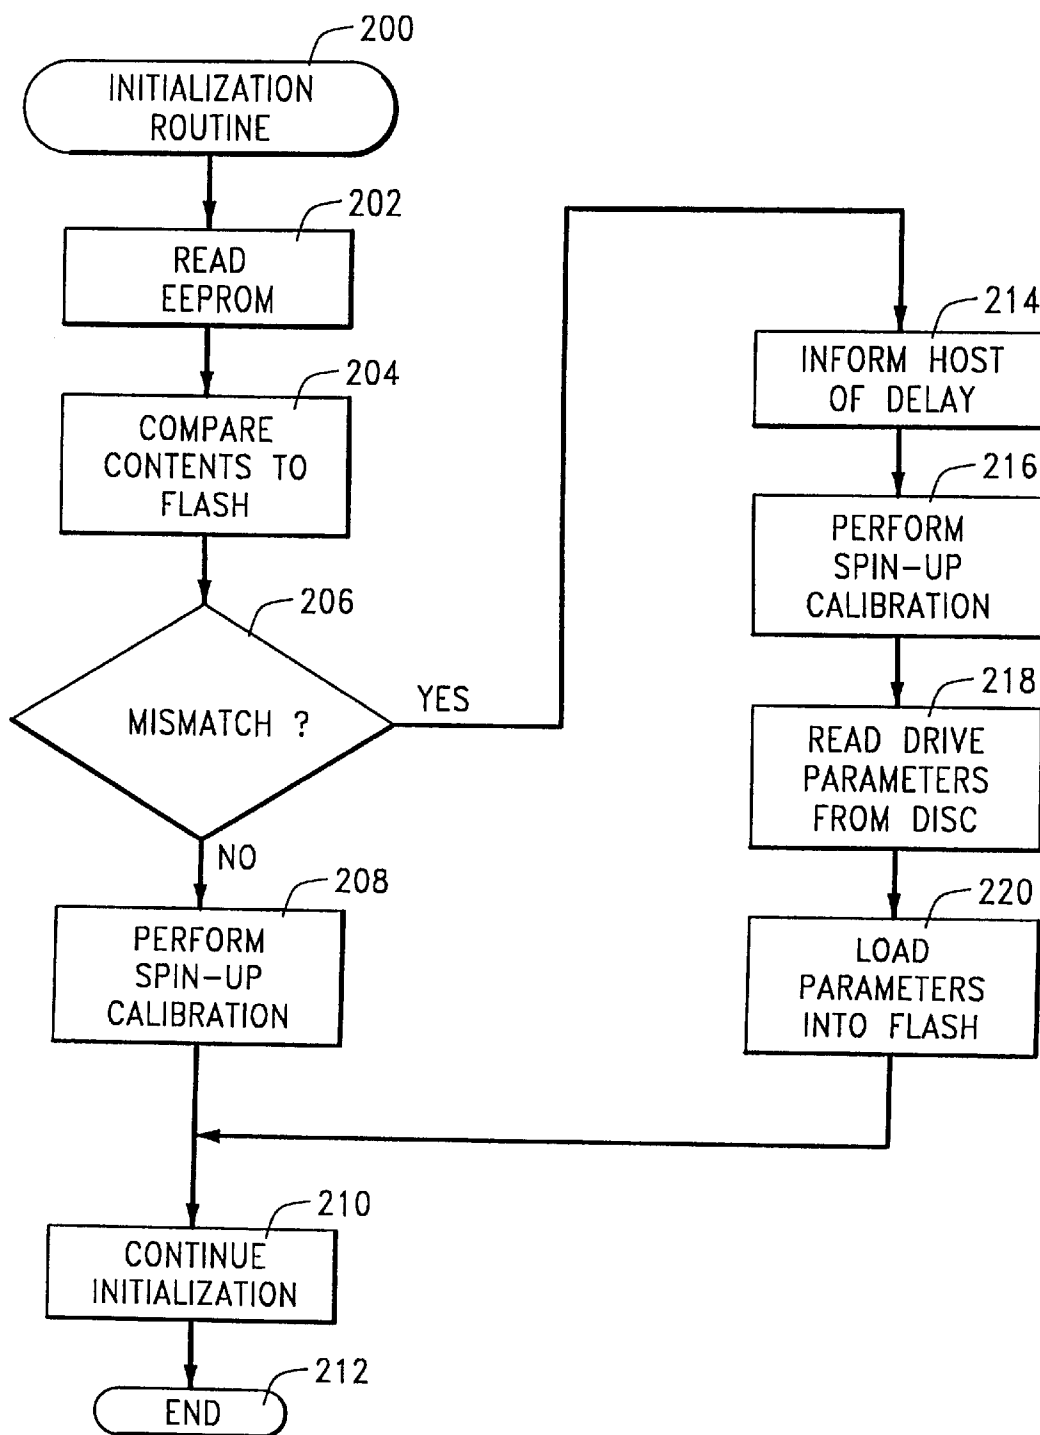 200
INITIALIZATION
ROUTINE
202
READ
EEPROM
204
COMPARE
CONTENTS TO
FLASH
206
MISMATCH ?
YES
NO
208
PERFORM
SPIN-UP
CALIBRATION
210
CONTINUE
INITIALIZATION
212
END
214
INFORM HOST
OF DELAY
216
PERFORM
SPIN-UP
CALIBRATION
218
READ DRIVE
PARAMETERS
FROM DISC
220
LOAD
PARAMETERS
INTO FLASH